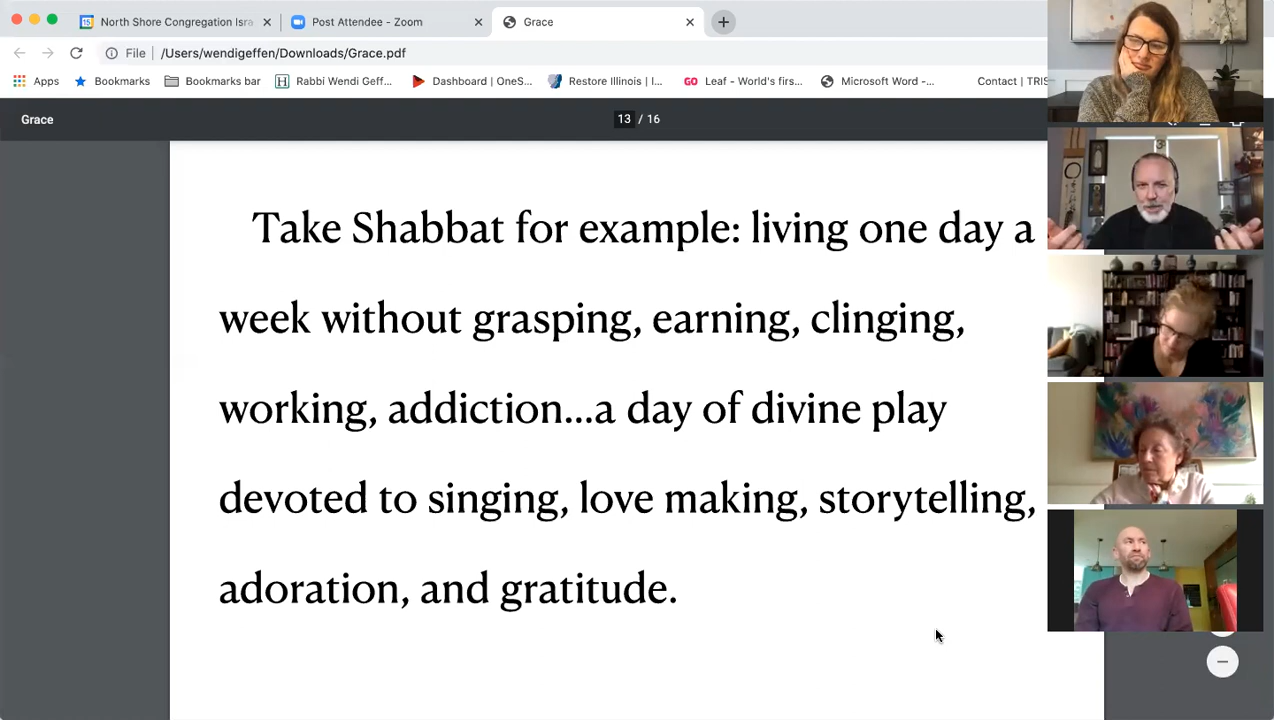 North Shore Congregation Isra
Post Attendee - Zoom
Grace
File
/Users/wendigeffen/Downloads/Grace.pdf
Apps
Bookmarks
Bookmarks bar
Rabbi Wendi Geff...
Dashboard | OneS...
Restore Illinois | I...
Leaf - World's firs...
Microsoft Word -...
Contact | TRIS
Grace
13 / 16
Take Shabbat for example: living one day a
week without grasping, earning, clinging,
working, addiction...a day of divine play
devoted to singing, love making, storytelling,
adoration, and gratitude.